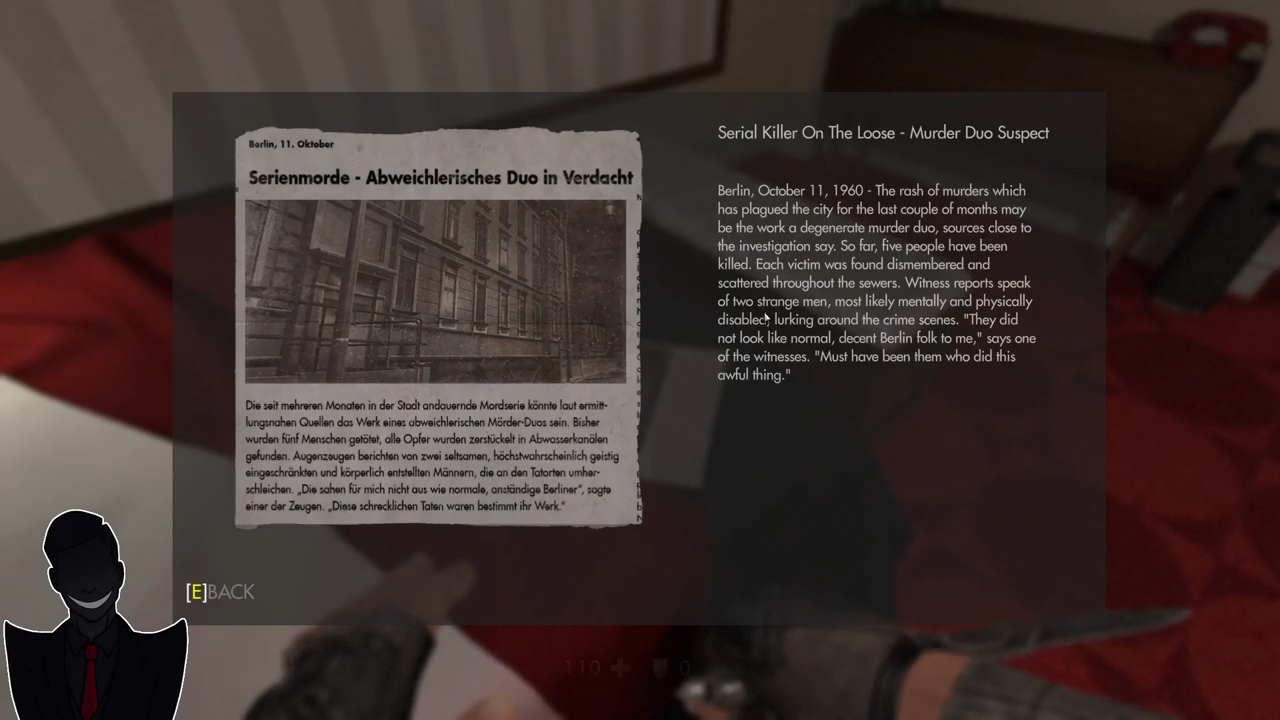 Berlin, 11. Oktober
Serienmorde - Abweichlerisches Duo in Verdacht
Die seit mehreren Monaten in der Stadt andauernde Mordserie könnte laut ermitt-
lungsnahen Quellen das Werk eines abweichlerischen Mörder-Duos sein. Bisher
wurden fünf Menschen getötet, alle Opfer wurden zerstückelt in Abwasserkanälen
gefunden. Augenzeugen berichten von zwei seltsamen, höchstwahrscheinlich geistig
eingeschränkten und körperlich entstellten Männern, die an den Tatorten umher-
schleichen. „Die sahen für mich nicht aus wie normale, anständige Berliner“, sagte
einer der Zeugen. „Diese schrecklichen Taten waren bestimmt ihr Werk.“
Serial Killer On The Loose - Murder Duo Suspect
Berlin, October 11, 1960 - The rash of murders which
has plagued the city for the last couple of months may
be the work a degenerate murder duo, sources close to
the investigation say. So far, five people have been
killed. Each victim was found dismembered and
scattered throughout the sewers. Witness reports speak
of two strange men, most likely mentally and physically
disabled, lurking around the crime scenes. "They did
not look like normal, decent Berlin folk to me," says one
of the witnesses. "Must have been them who did this
awful thing."
[E]BACK
110 0